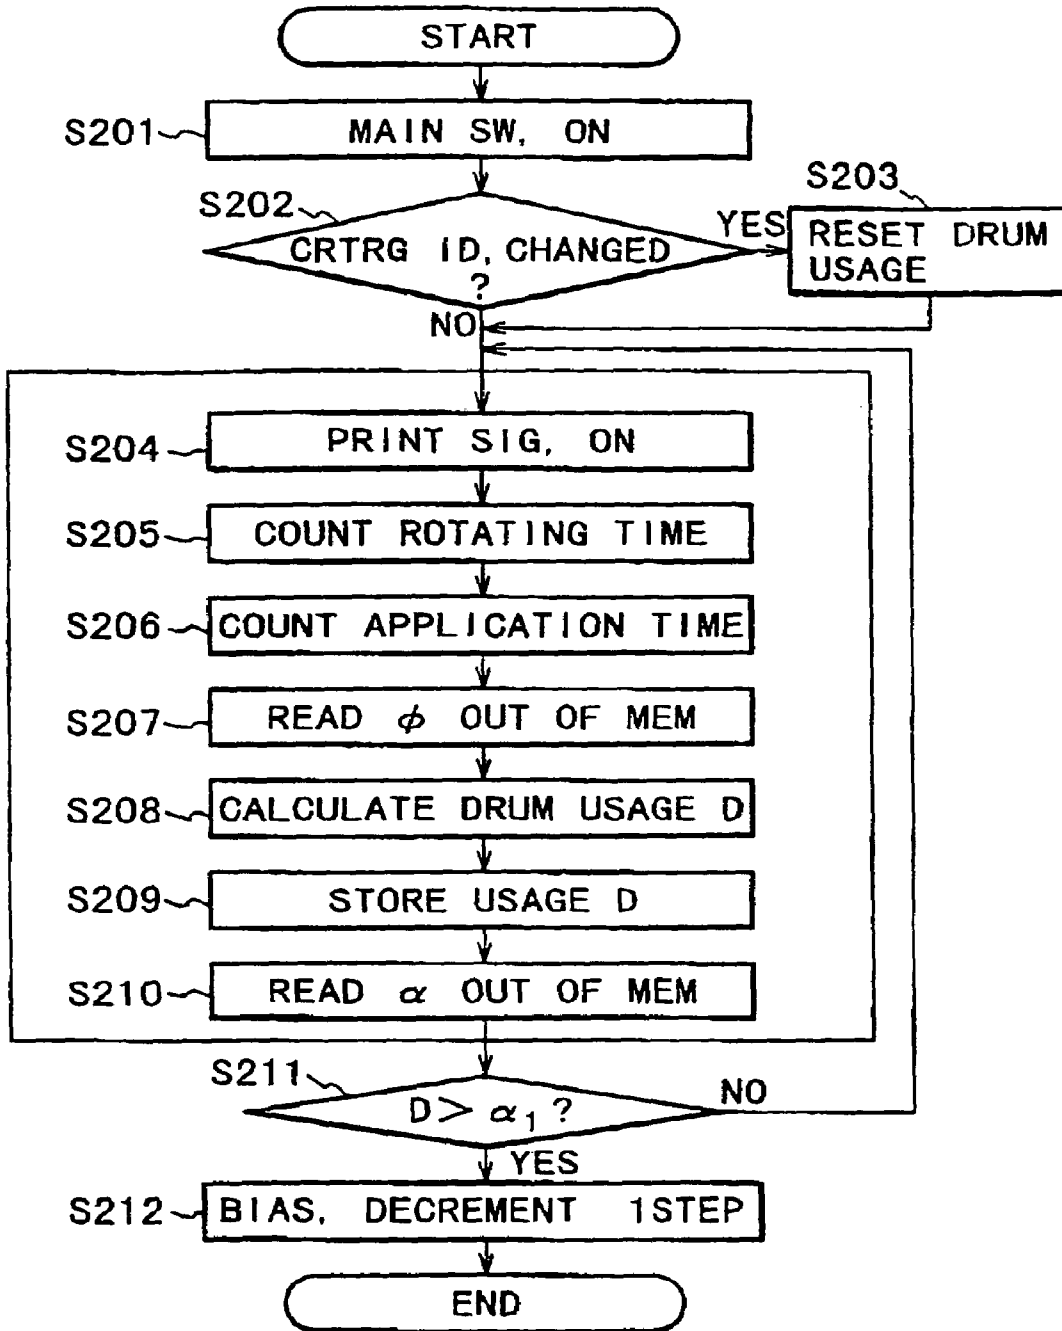 START
S201
MAIN SW, ON
S202
CRTRG ID, CHANGED
?
YES
S203
RESET DRUM
USAGE
NO
S204
PRINT SIG, ON
S205
COUNT ROTATING TIME
S206
COUNT APPLICATION TIME
S207
READ φ OUT OF MEM
S208
CALCULATE DRUM USAGE D
S209
STORE USAGE D
S210
READ α OUT OF MEM
S211
D > α₁ ?
NO
YES
S212
BIAS, DECREMENT 1STEP
END